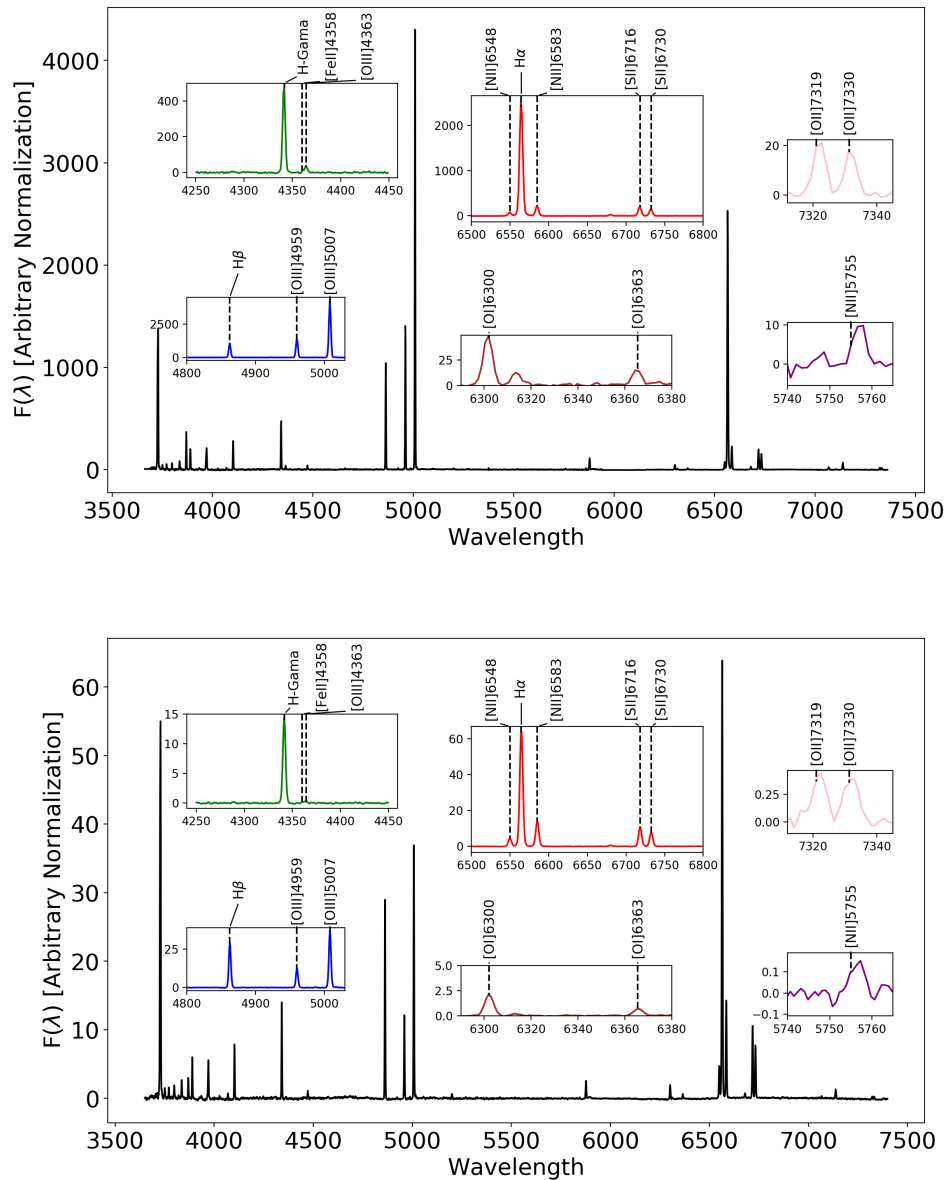 F(λ) [Arbitrary Normalization]
4000
3000
2000
1000
0
3500 4000 4500 5000 5500 6000 6500 7000 7500
Wavelength
H-Gama
[FeII]4358
[OIII]4363
400
200
0
4250 4300 4350 4400 4450
[NII]6548
Hα
[NII]6583
[SII]6716
[SII]6730
2000
1000
0
6500 6550 6600 6650 6700 6750 6800
[OII]7319
[OII]7330
20
0
7320 7340
Hβ
[OIII]4959
[OIII]5007
2500
0
4800 4900 5000
[OI]6300
[OI]6363
25
0
6300 6320 6340 6360 6380
[NII]5755
10
0
5740 5750 5760
F(λ) [Arbitrary Normalization]
60
50
40
30
20
10
0
3500 4000 4500 5000 5500 6000 6500 7000 7500
Wavelength
H-Gama
[FeII]4358
[OIII]4363
15
10
5
0
4250 4300 4350 4400 4450
[NII]6548
Hα
[NII]6583
[SII]6716
[SII]6730
60
40
20
0
6500 6550 6600 6650 6700 6750 6800
[OII]7319
[OII]7330
0.25
0.00
7320 7340
Hβ
[OIII]4959
[OIII]5007
25
0
4800 4900 5000
[OI]6300
[OI]6363
5.0
2.5
0.0
6300 6320 6340 6360 6380
[NII]5755
0.1
0.0
−0.1
5740 5750 5760